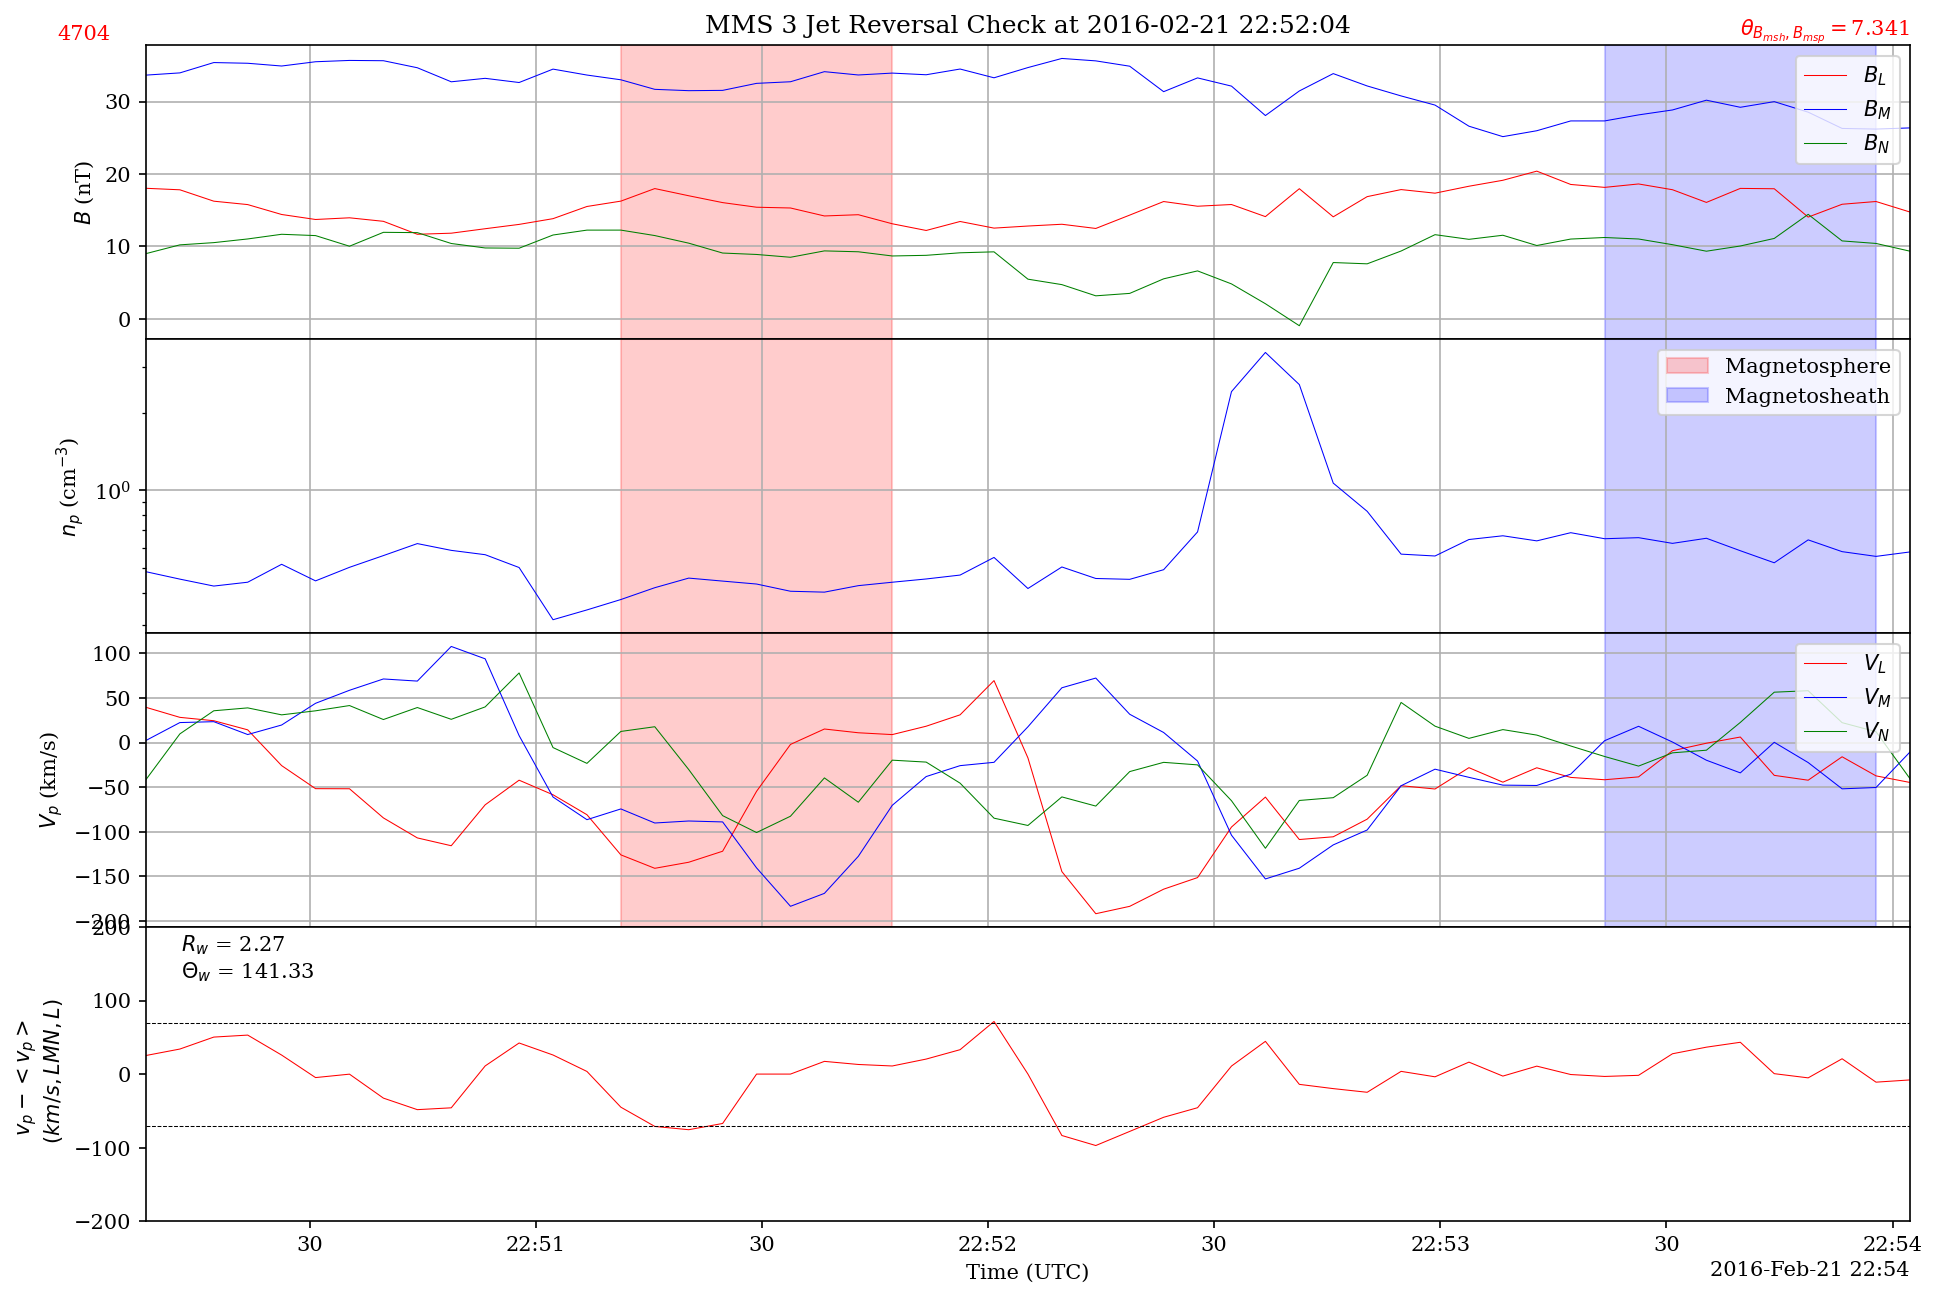 4704
MMS 3 Jet Reversal Check at 2016-02-21 22:52:04
θ_{B_{msh}, B_{msp}} = 7.341
B (nT)
30
20
10
0
B_L
B_M
B_N
n_p (cm^{−3})
10^0
Magnetosphere
Magnetosheath
V_p (km/s)
100
50
0
−50
−100
−150
−200
V_L
V_M
V_N
v_p − < v_p >
(km/s, LMN, L)
200
100
0
−100
−200
R_w = 2.27
Θ_w = 141.33
30
22:51
30
22:52
30
22:53
30
22:54
Time (UTC)
2016-Feb-21 22:54